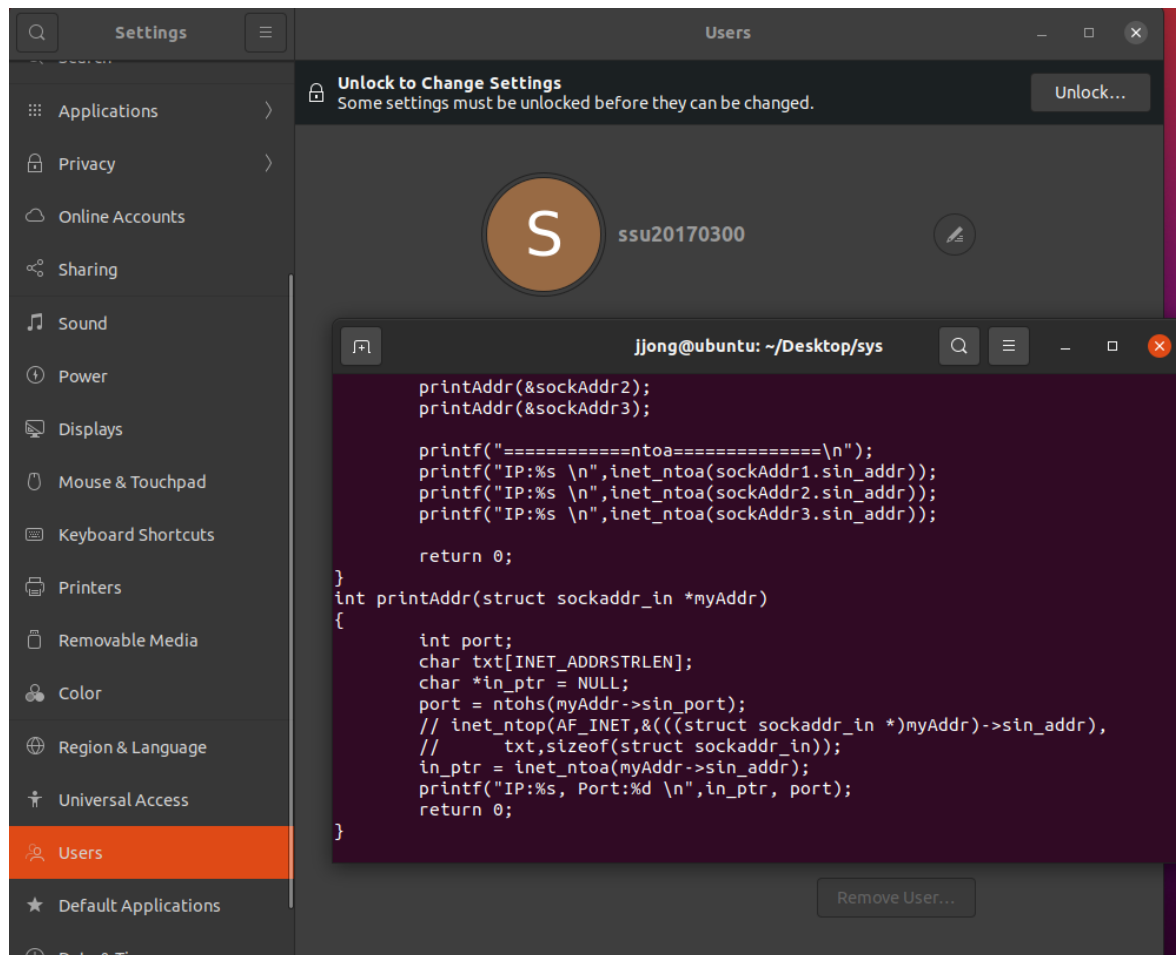 Settings
Users
Unlock to Change Settings
Some settings must be unlocked before they can be changed.
Unlock...
Applications
Privacy
Online Accounts
Sharing
Sound
Power
Displays
Mouse & Touchpad
Keyboard Shortcuts
Printers
Removable Media
Color
Region & Language
Universal Access
Users
Default Applications
S
ssu20170300
jjong@ubuntu: ~/Desktop/sys
printAddr(&sockAddr2);
printAddr(&sockAddr3);
printf("============ntoa==============\n");
printf("IP:%s \n",inet_ntoa(sockAddr1.sin_addr));
printf("IP:%s \n",inet_ntoa(sockAddr2.sin_addr));
printf("IP:%s \n",inet_ntoa(sockAddr3.sin_addr));
return 0;
}
int printAddr(struct sockaddr_in *myAddr)
{
int port;
char txt[INET_ADDRSTRLEN];
char *in_ptr = NULL;
port = ntohs(myAddr->sin_port);
// inet_ntop(AF_INET,&(((struct sockaddr_in *)myAddr)->sin_addr),
// txt,sizeof(struct sockaddr_in));
in_ptr = inet_ntoa(myAddr->sin_addr);
printf("IP:%s, Port:%d \n",in_ptr, port);
return 0;
}
Remove User...